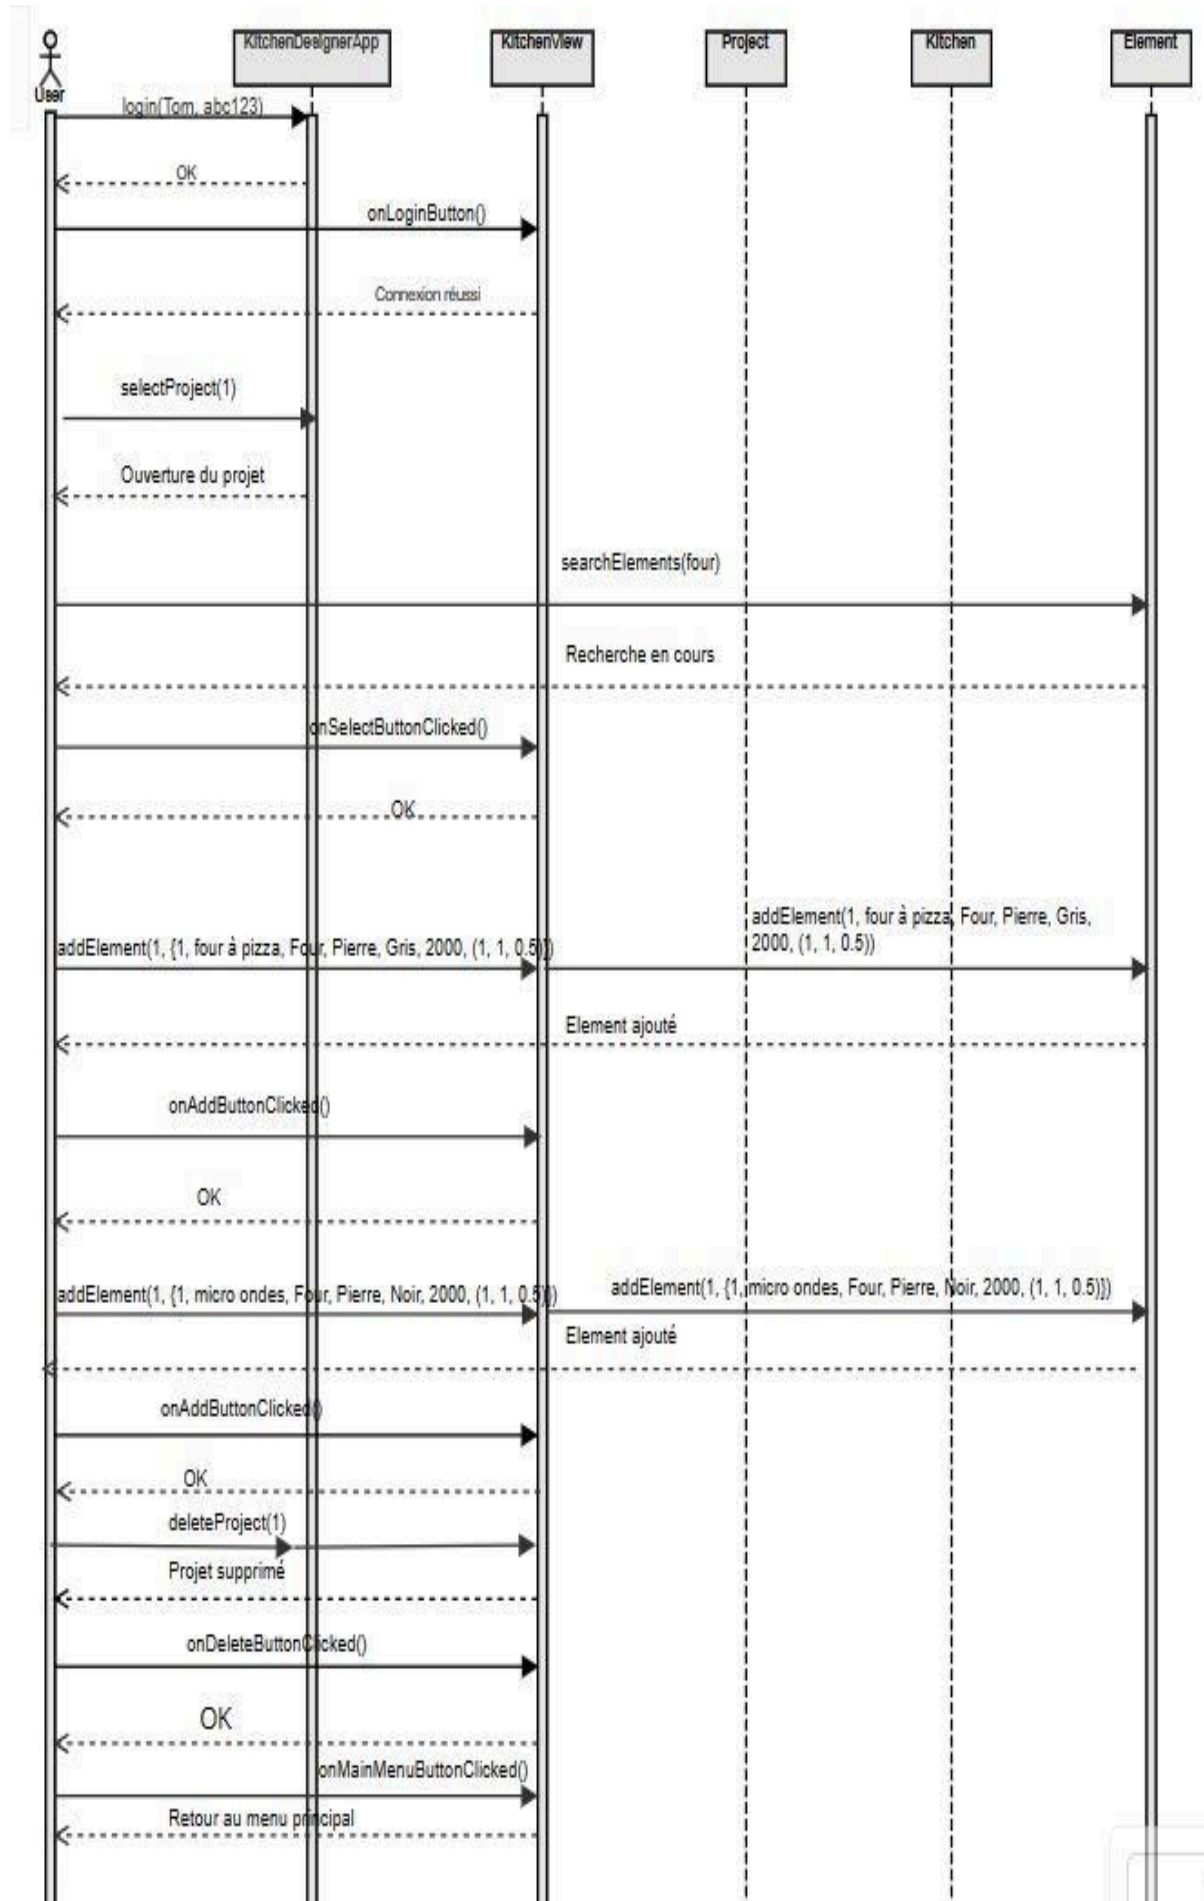 KitchenDesignerApp
KitchenView
Project
Kitchen
Element
User
login(Tom, abc123)
OK
onLoginButton()
Connexion réussi
selectProject(1)
Ouverture du projet
searchElements(four)
Recherche en cours
onSelectButtonClicked()
OK
addElement(1, {1, four à pizza, Four, Pierre, Gris, 2000, (1, 1, 0.5)})
addElement(1, four à pizza, Four, Pierre, Gris,
2000, (1, 1, 0.5))
Element ajouté
onAddButtonClicked()
OK
addElement(1, {1, micro ondes, Four, Pierre, Noir, 2000, (1, 1, 0.5)})
addElement(1, {1, micro ondes, Four, Pierre, Noir, 2000, (1, 1, 0.5)})
Element ajouté
onAddButtonClicked()
OK
deleteProject(1)
Projet supprimé
onDeleteButtonClicked()
OK
onMainMenuButtonClicked()
Retour au menu principal